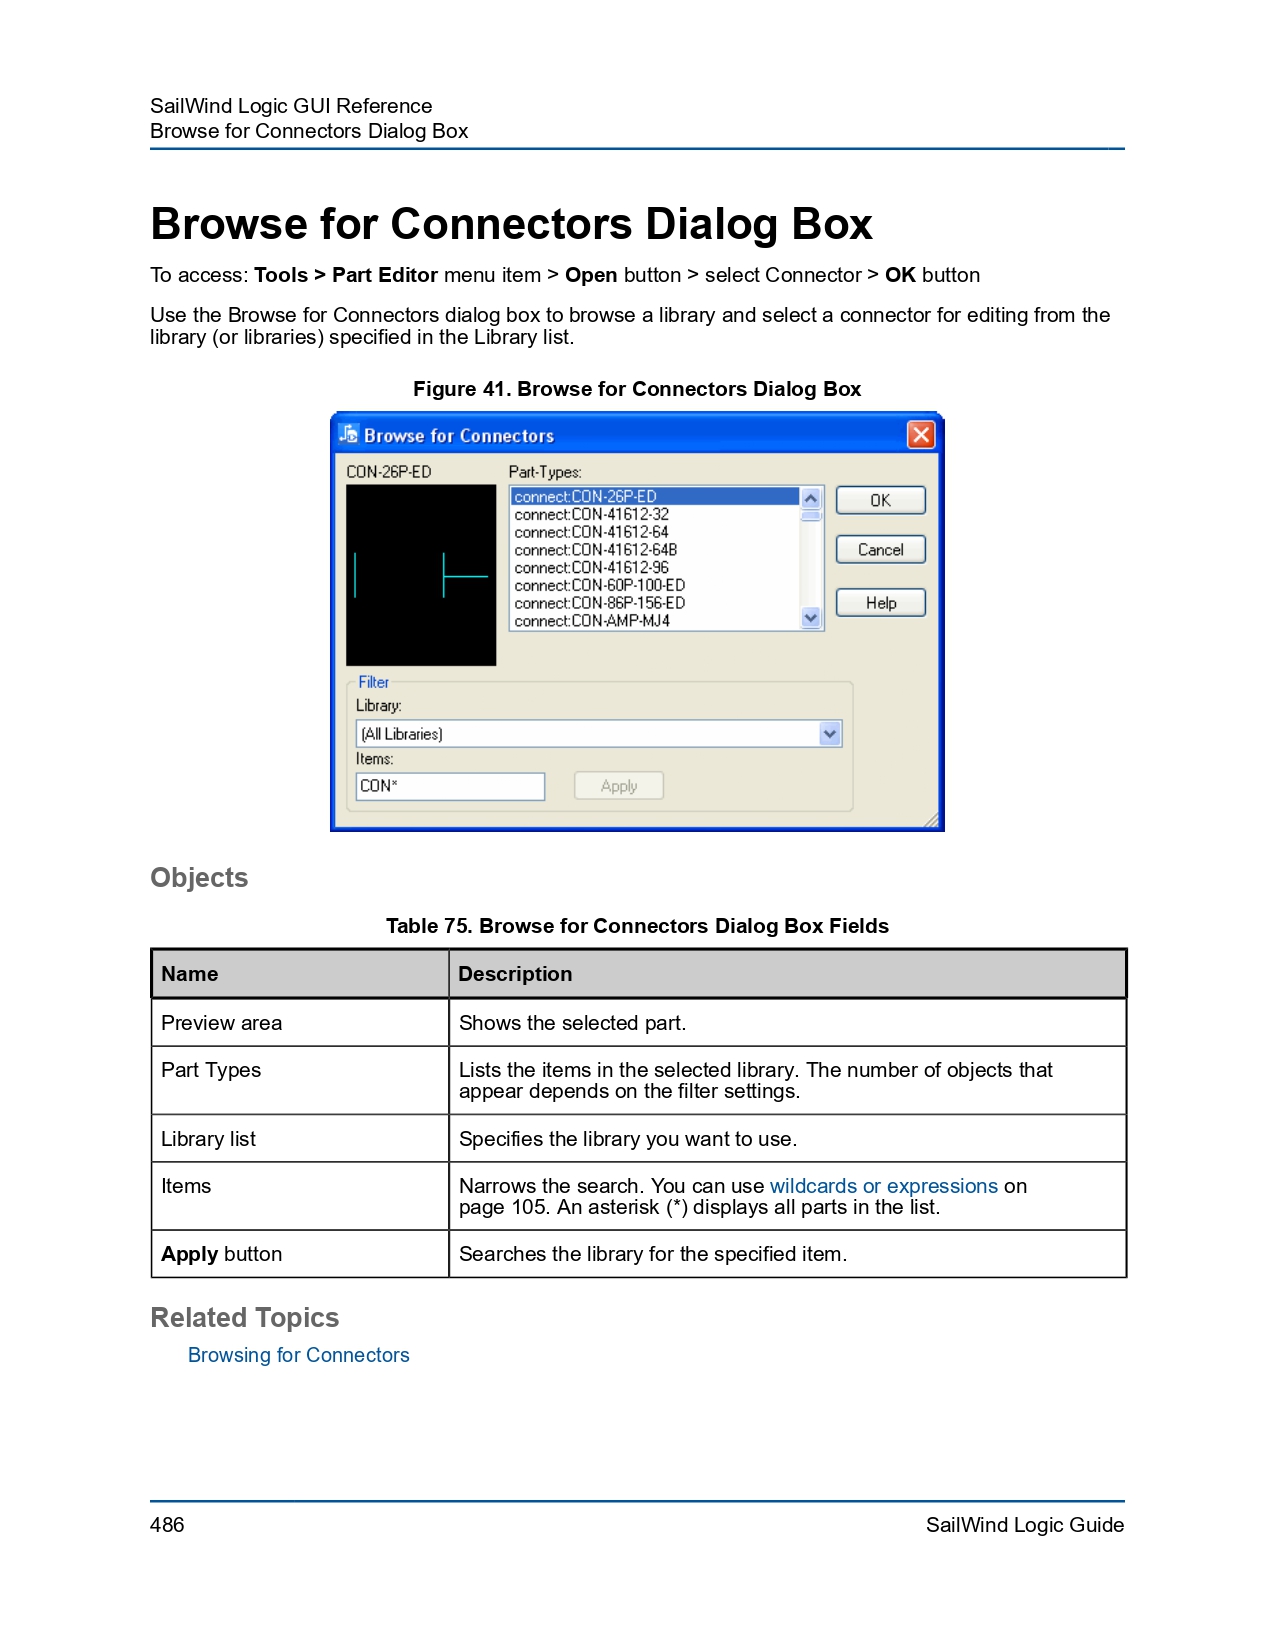 SailWind Logic GUI Reference
Browse for Connectors Dialog Box
Browse for Connectors Dialog Box
To access: Tools > Part Editor menu item > Open button > select Connector > OK button
Use the Browse for Connectors dialog box to browse a library and select a connector for editing from the
library (or libraries) specified in the Library list.
Figure 41. Browse for Connectors Dialog Box
Browse for Connectors
CON-26P-ED
Part-Types:
connect:CON-26P-ED
connect:CON-41612-32
connect:CON-41612-64
connect:CON-41612-64B
connect:CON-41612-96
connect:CON-60P-100-ED
connect:CON-86P-156-ED
connect:CON-AMP-MJ4
OK
Cancel
Help
Filter
Library:
(All Libraries)
Items:
CON*
Apply
Objects
Table 75. Browse for Connectors Dialog Box Fields
Name Description
Preview area Shows the selected part.
Part Types Lists the items in the selected library. The number of objects that
appear depends on the filter settings.
Library list Specifies the library you want to use.
Items Narrows the search. You can use wildcards or expressions on
page 105. An asterisk (*) displays all parts in the list.
Apply button Searches the library for the specified item.
Related Topics
Browsing for Connectors
486 SailWind Logic Guide